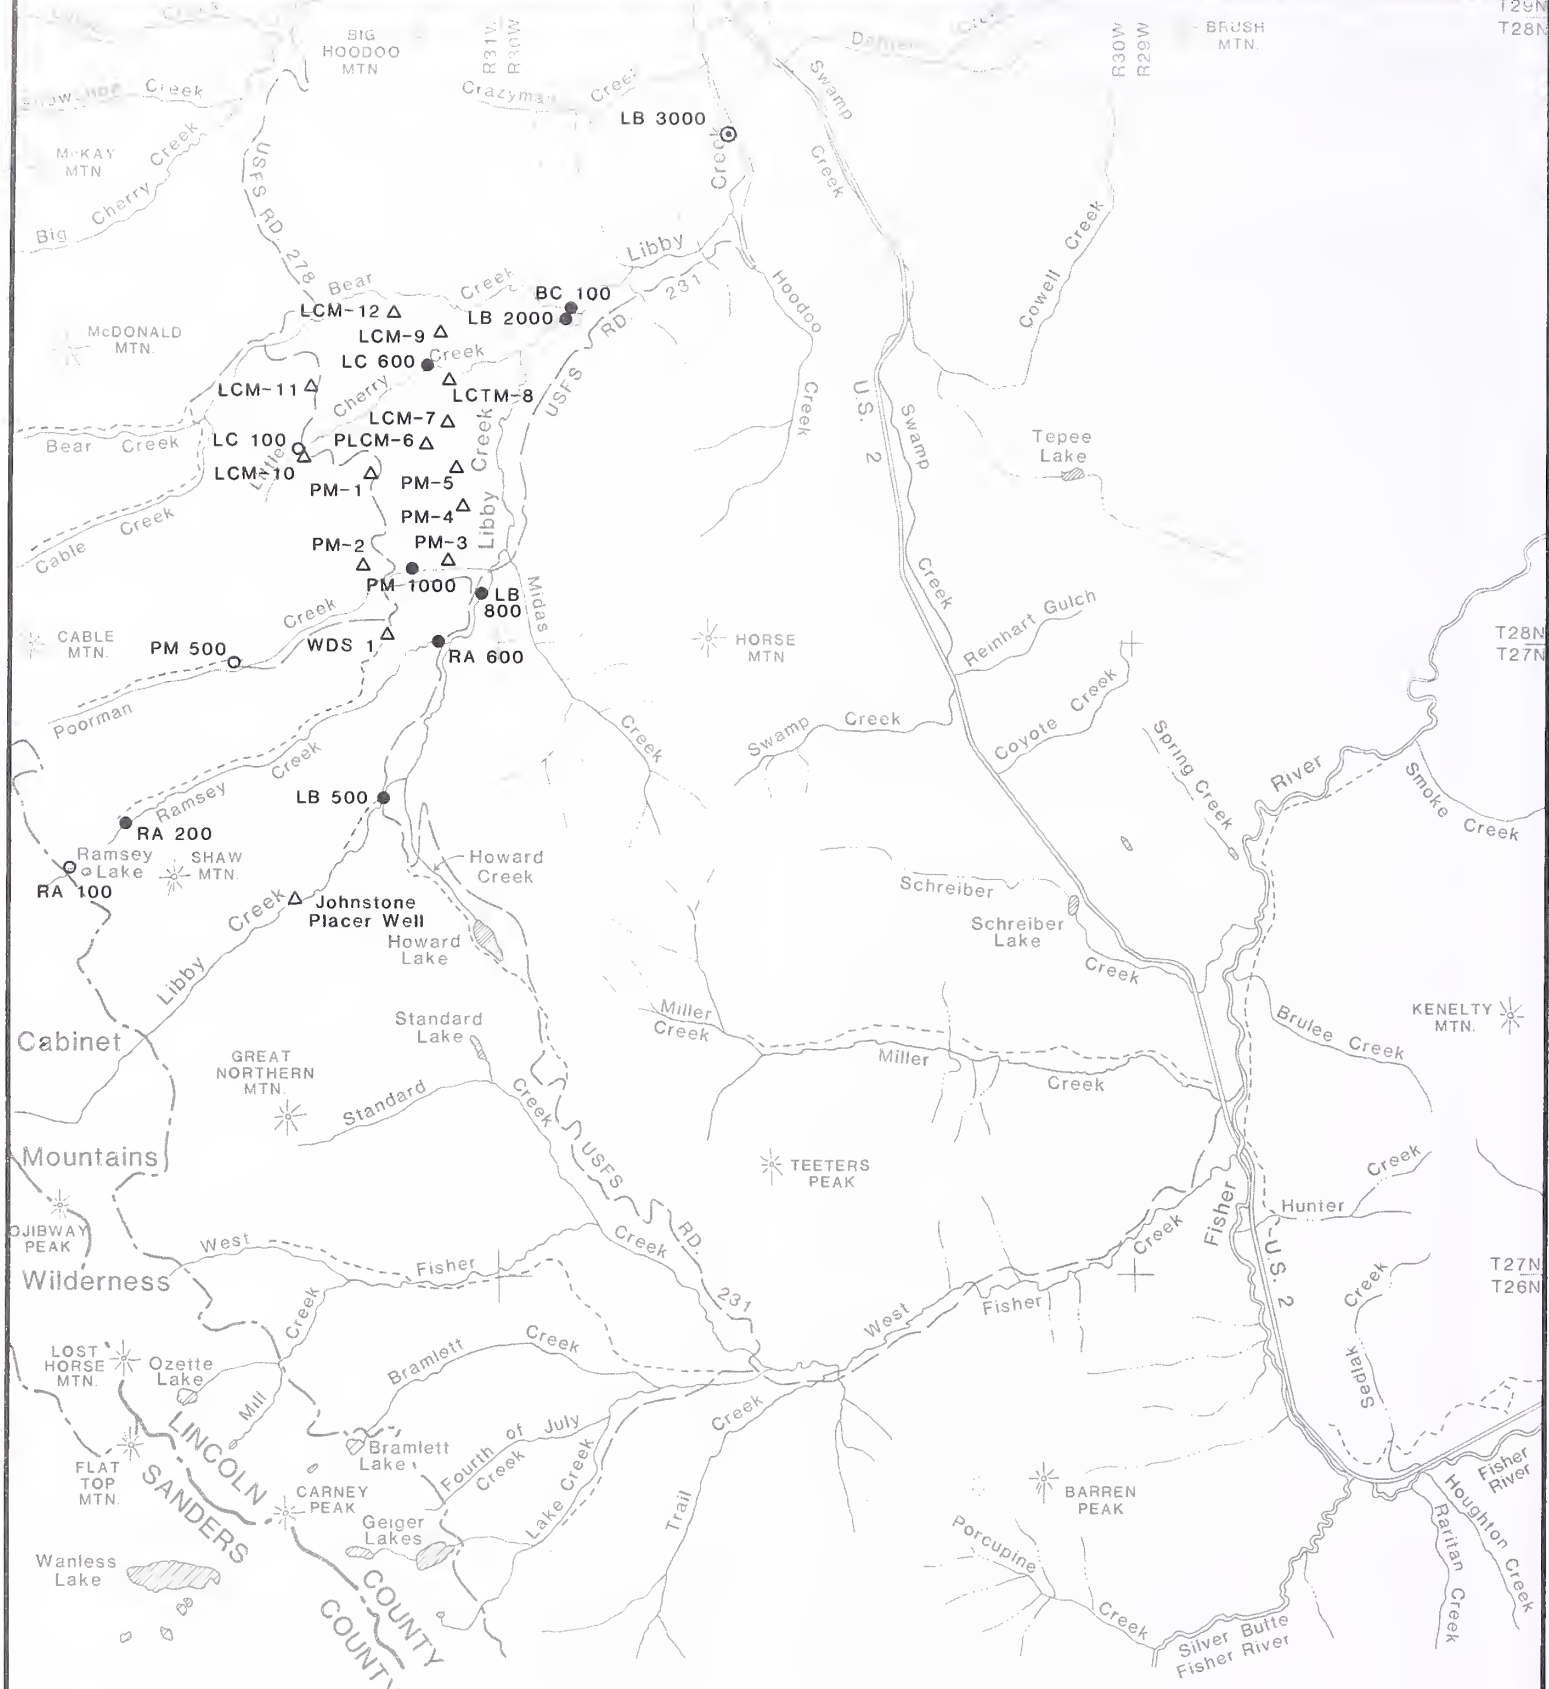 T29N
T28N
BIG
HOODOO
MTN
R31W
R30W
R30W
R29W
BRUSH
MTN.
Creek
Crazyman
Creek
Swamp
Creek
LB 3000
Creek
McKAY
MTN
Big
Cherry
Creek
USFS RD. 278
Libby
231
Hoodoo
Creek
Cowell
Creek
Bear
Creek
BC 100
LCM-12
LB 2000
LCM-9
McDONALD
MTN.
LC 600
Creek
RD.
USFS
LCM-11
Cherry
LCTM-8
U.S.
2
Swamp
Creek
LCM-7
Bear Creek
LC 100
PLCM-6
Creek
Tepee
Lake
LCM-10
Little
PM-1
PM-5
Libby
PM-4
Cable
Creek
PM-2
PM-3
PM 1000
LB
800
Midas
Creek
Creek
Reinhart Gulch
CABLE
MTN.
PM 500
WDS 1
RA 600
HORSE
MTN
T28N
T27N
Poorman
Coyote Creek
Swamp
Creek
Spring Creek
River
Smoke
Creek
Ramsey
Creek
LB 500
RA 200
Ramsey
Lake
SHAW
MTN.
RA 100
Howard
Creek
Schreiber
Johnstone
Placer Well
Schreiber
Lake
Creek
Howard
Lake
Libby
Creek
Cabinet
Standard
Lake
Miller
Creek
KENELTY
MTN.
Brulee Creek
GREAT
NORTHERN
MTN.
Miller
Creek
Standard
Creek
Mountains
USFS
RD.
231
TEETERS
PEAK
Creek
Hunter
OJIBWAY
PEAK
West
Fisher
Creek
Fisher
Wilderness
U.S. 2
T27N
T26N
Creek
West
Fisher
Creek
Sedlak
Creek
LOST
HORSE
MTN.
Ozette
Lake
Mill
Creek
Bramlett
Creek
LINCOLN
SANDERS
Bramlett
Lake
Fourth of July
Creek
Creek
FLAT
TOP
MTN.
CARNEY
PEAK
Geiger
Lakes
Lake Creek
Trail
BARREN
PEAK
Fisher
River
Houghton Creek
Raritan Creek
Wanless
Lake
COUNTY
COUNTY
Porcupine
Creek
Silver Butte
Fisher River